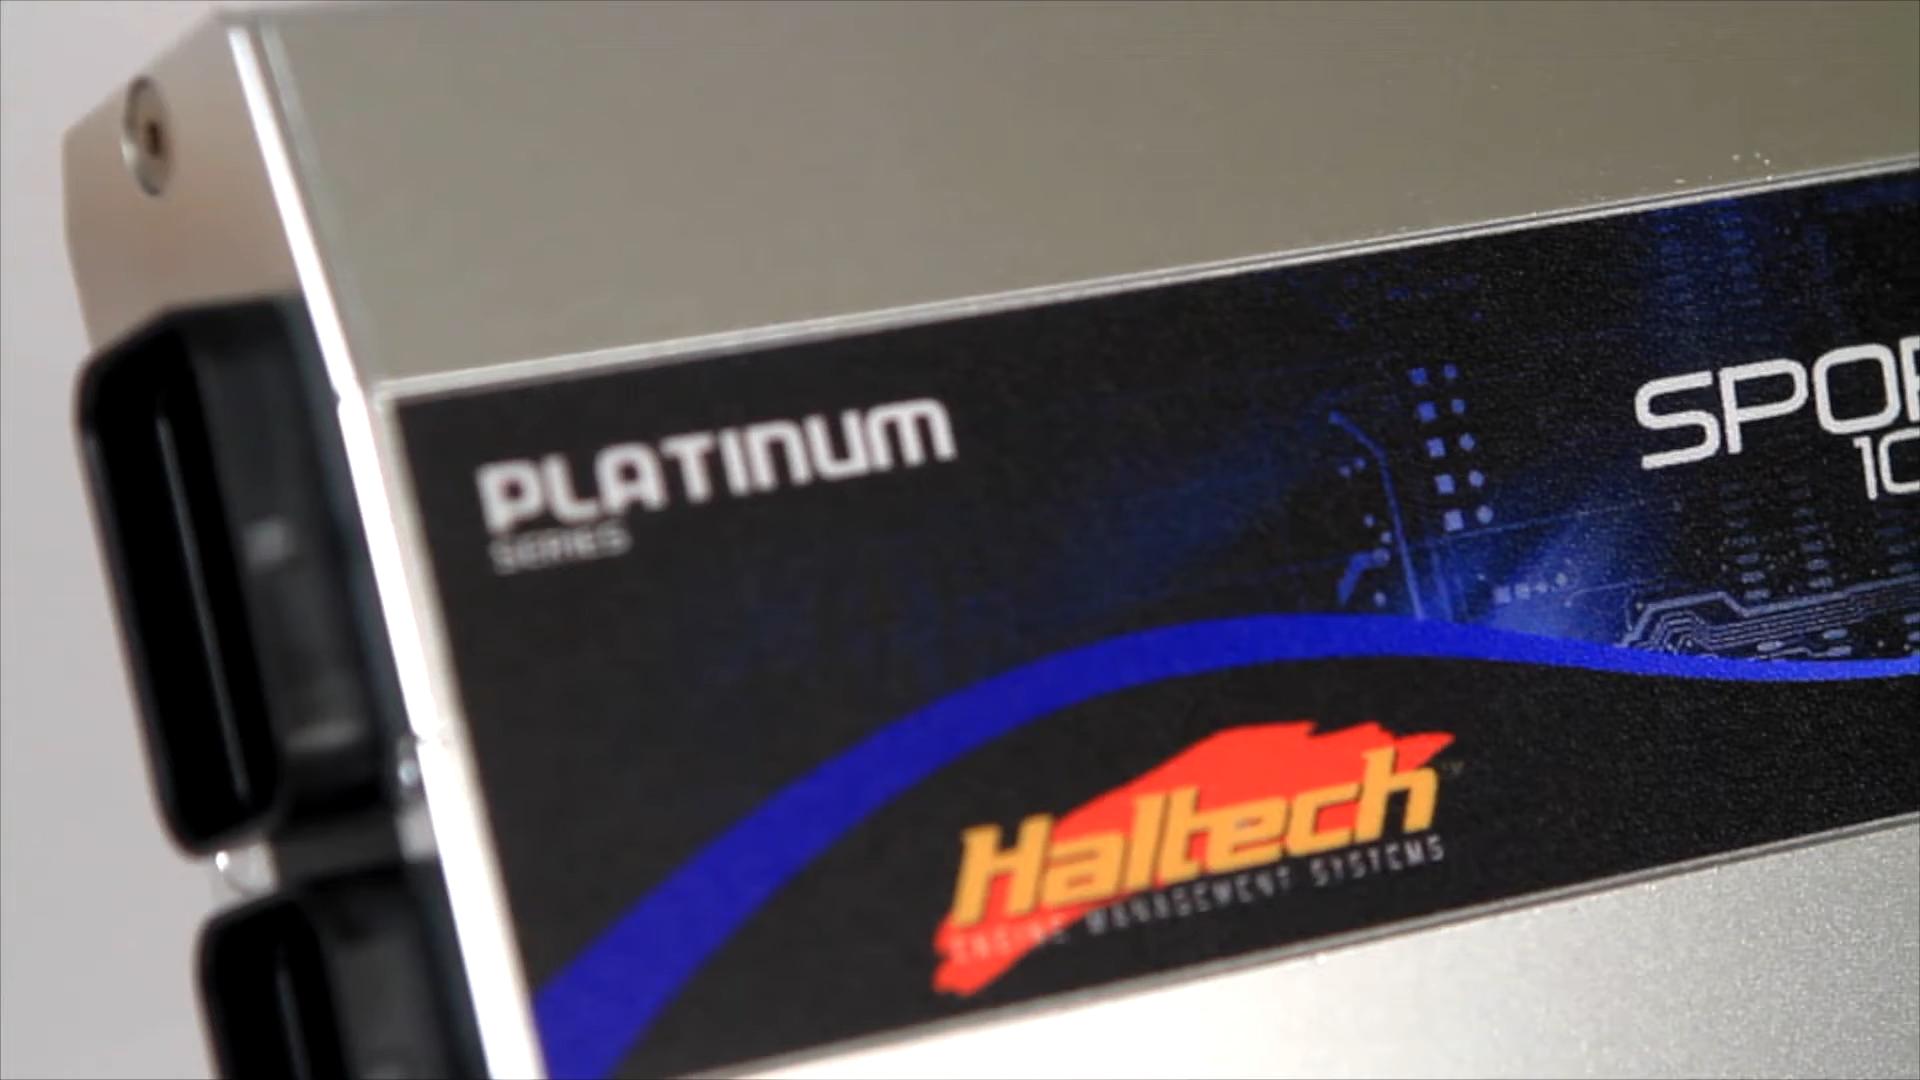 PLATINUM
SERIES
SPOR
10
Haltech
ENGINE MANAGEMENT SYSTEMS